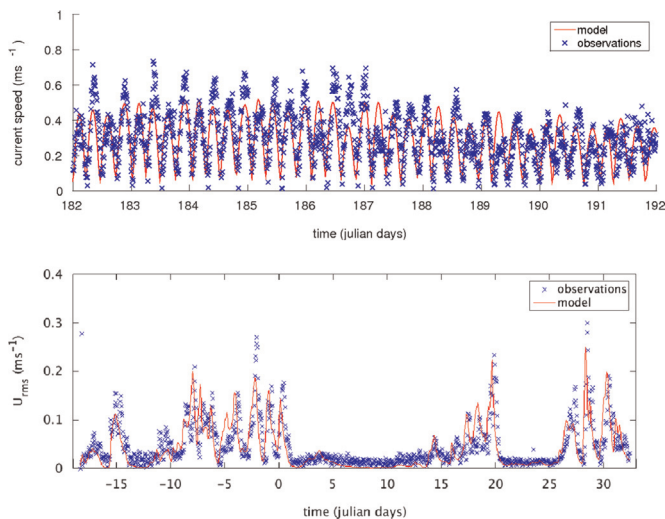 1
0.8
0.6
0.4
0.2
0
current speed (ms⁻¹)
model
observations
182 183 184 185 186 187 188 189 190 191 192
time (julian days)
0.4
0.3
0.2
0.1
0
Urms (ms⁻¹)
observations
model
−15 −10 −5 0 5 10 15 20 25 30
time (julian days)